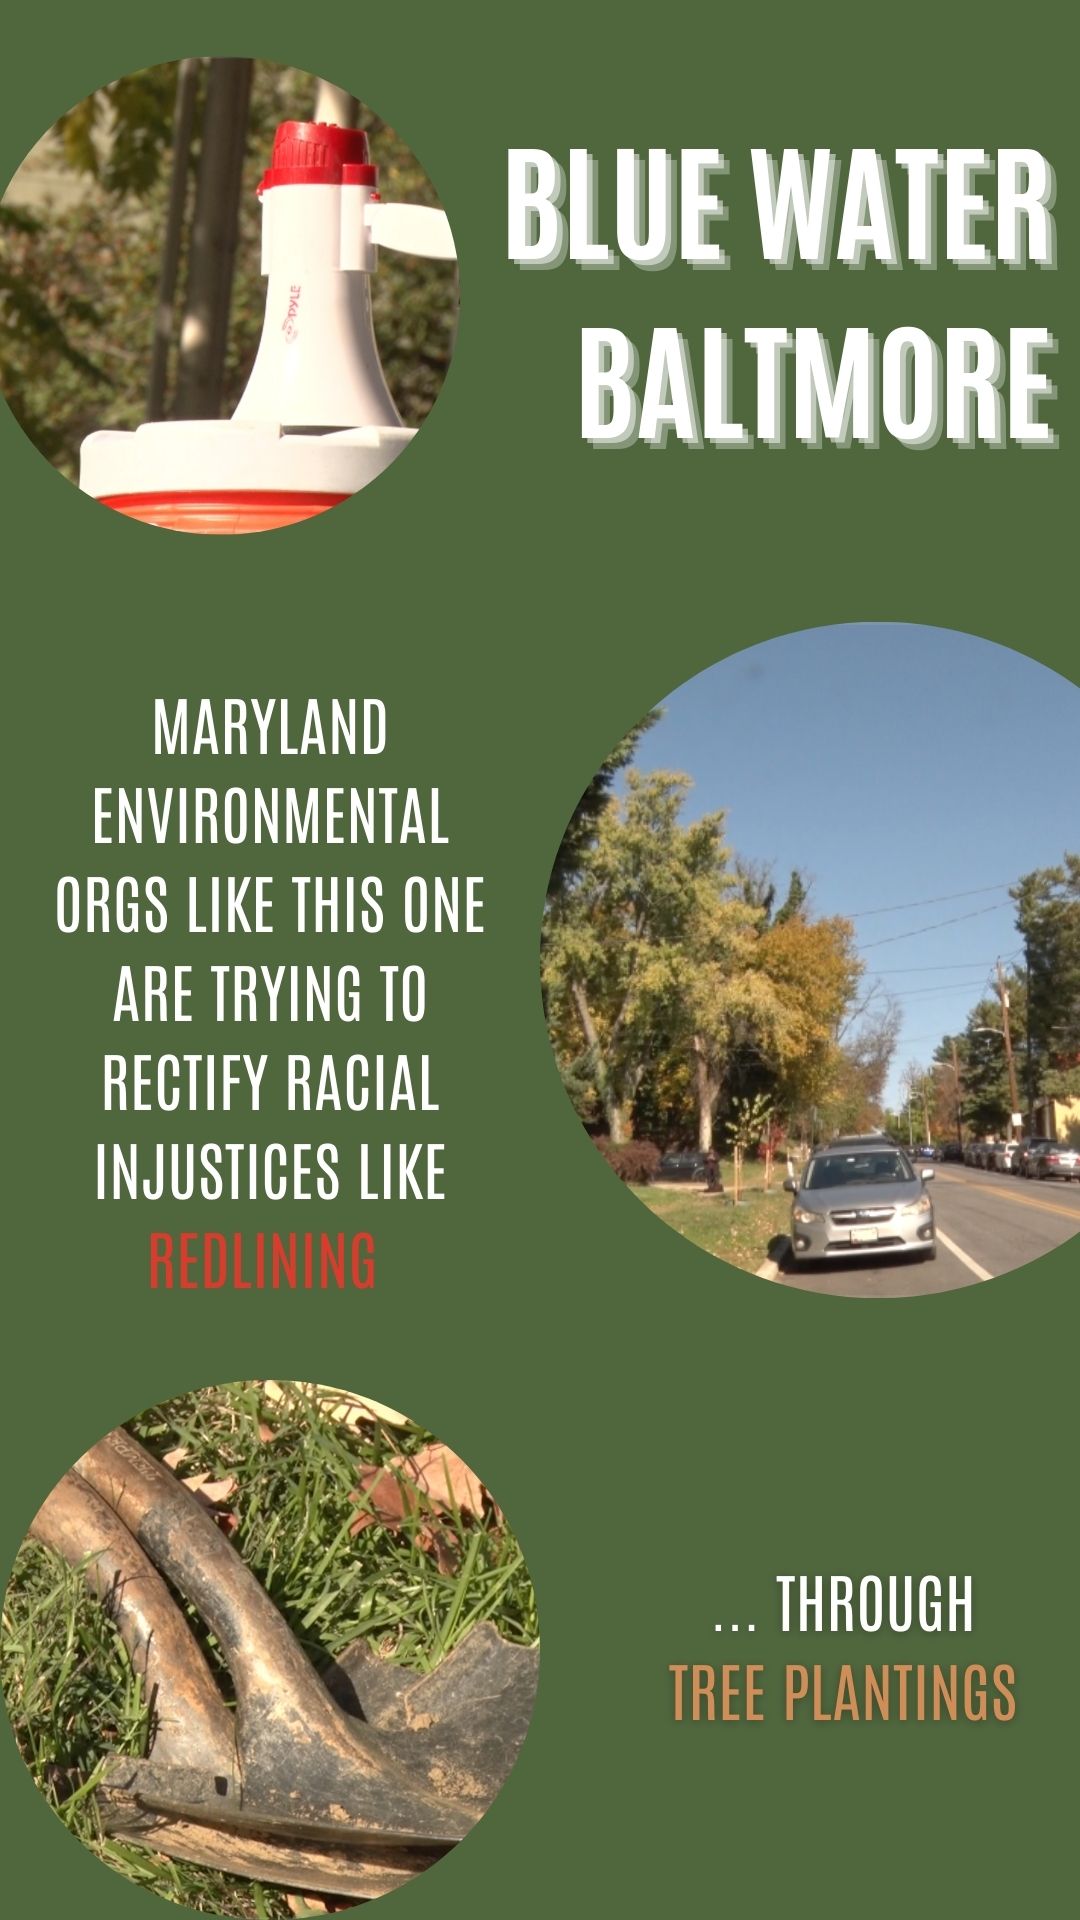 BLUE WATER
BALTMORE
PYLE
MARYLAND
ENVIRONMENTAL
ORGS LIKE THIS ONE
ARE TRYING TO
RECTIFY RACIAL
INJUSTICES LIKE
REDLINING
... THROUGH
TREE PLANTINGS